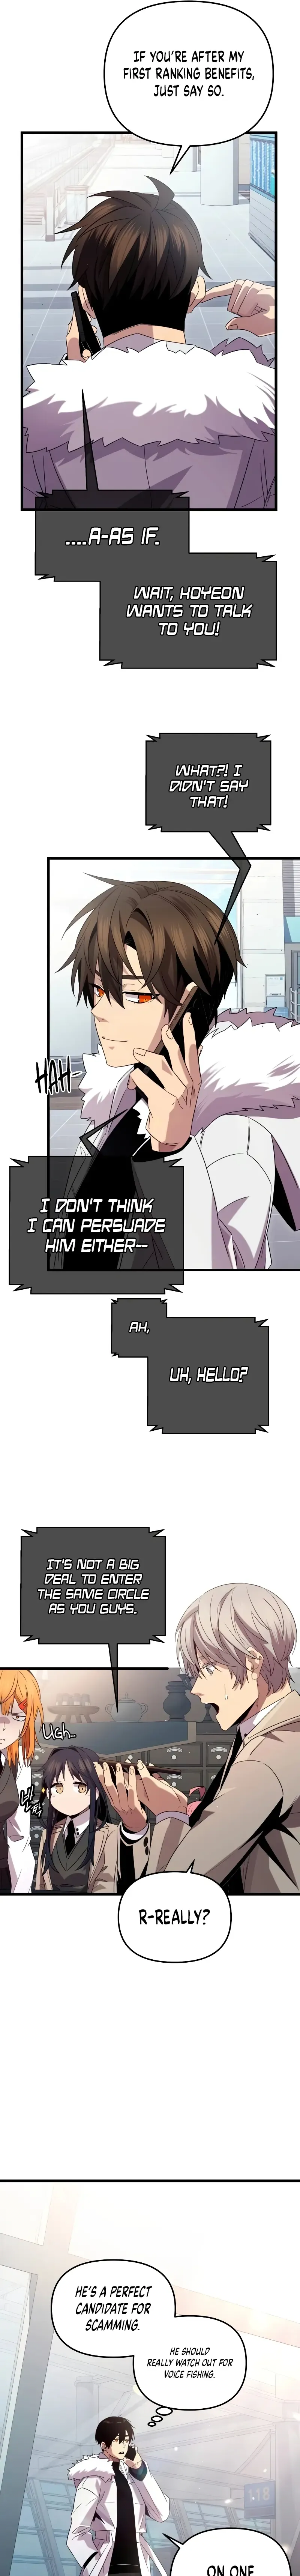 IF YOU'RE AFTER MY
FIRST RANKING BENEFITS,
JUST SAY SO.
....A-AS IF.
WAIT, HOYEON
WANTS TO TALK
TO YOU!
WHAT?! I
DIDN'T SAY
THAT!
HAH-
I DON'T THINK
I CAN PERSUADE
HIM EITHER--
AH,
UH, HELLO?
IT'S NOT A BIG
DEAL TO ENTER
THE SAME CIRCLE
AS YOU GUYS.
UGH...
R-REALLY?
HE'S A PERFECT
CANDIDATE FOR
SCAMMING.
HE SHOULD
REALLY WATCH OUT FOR
VOICE FISHING.
ON ONE